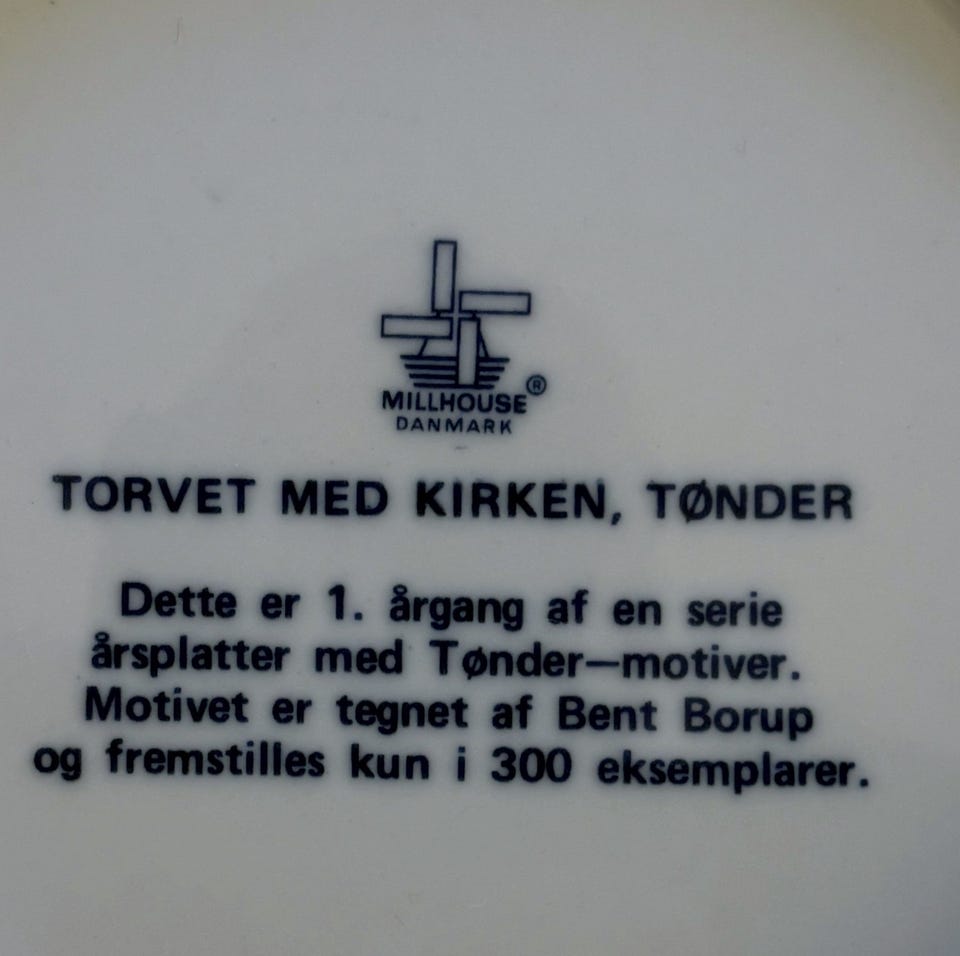 MILLHOUSE ®
DANMARK
TORVET MED KIRKEN, TØNDER
Dette er 1. årgang af en serie
årsplatter med Tønder—motiver.
Motivet er tegnet af Bent Borup
og fremstilles kun i 300 eksemplarer.